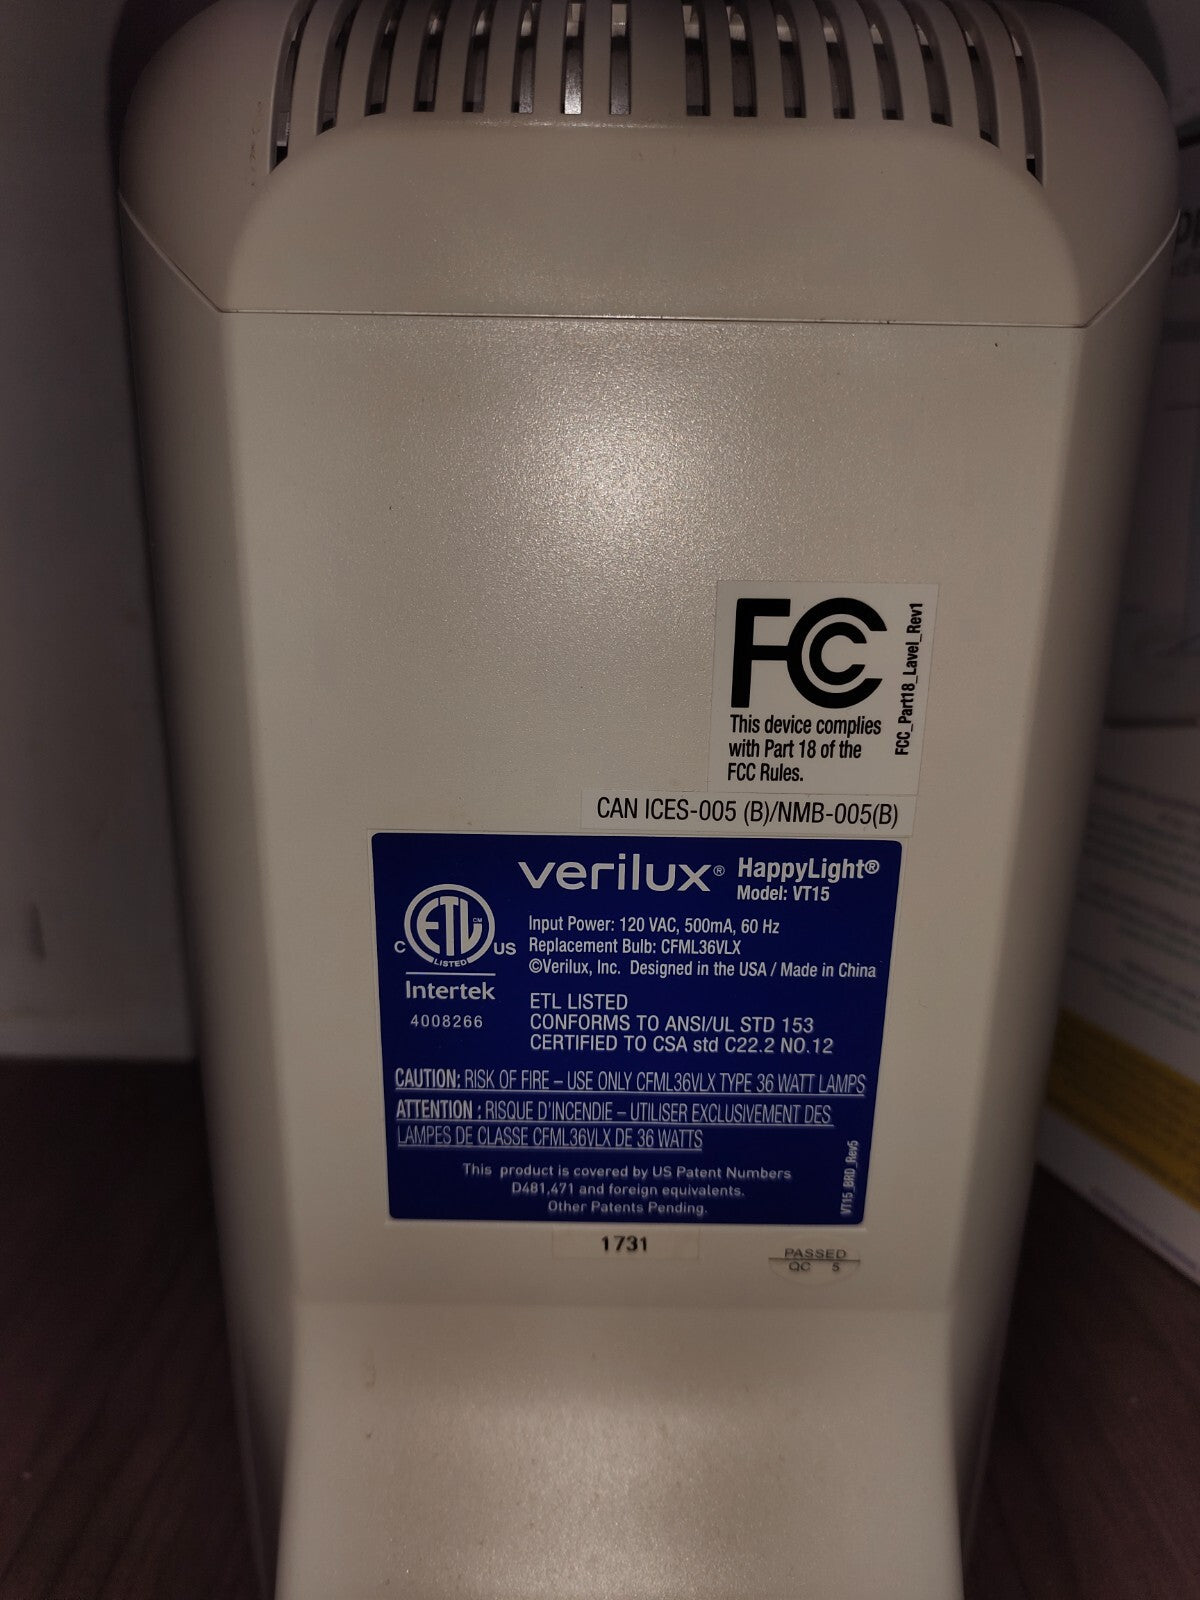 FC
This device complies
with Part 18 of the
FCC Rules.
FCC_Part18_Lavel_Rev1
CAN ICES-005 (B)/NMB-005(B)
verilux® HappyLight®
Model: VT15
C ETL CM US
LISTED
Intertek
4008266
Input Power: 120 VAC, 500mA, 60 Hz
Replacement Bulb: CFML36VLX
©Verilux, Inc. Designed in the USA / Made in China
ETL LISTED
CONFORMS TO ANSI/UL STD 153
CERTIFIED TO CSA std C22.2 NO.12
CAUTION: RISK OF FIRE – USE ONLY CFML36VLX TYPE 36 WATT LAMPS
ATTENTION : RISQUE D'INCENDIE – UTILISER EXCLUSIVEMENT DES
LAMPES DE CLASSE CFML36VLX DE 36 WATTS
This product is covered by US Patent Numbers
D481,471 and foreign equivalents.
Other Patents Pending.
VT15_BRD_Rev5
1731
PASSED
QC 5